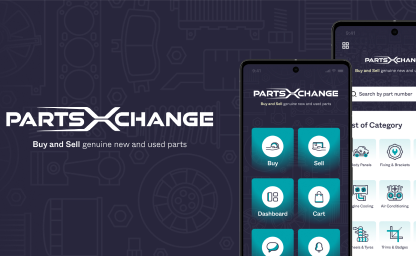 PARTSXCHANGE
Buy and Sell genuine new and used parts
PARTSXCHANGE
Buy and Sell genuine new and used parts
Buy
Sell
Dashboard
Cart
PARTSXCHANGE
Buy and Sell genuine new and used
Search by part number
st of Category
Body Panels
Fixing & Brackets
Engine Cooling
Air Conditioning
& Tyres
Trims & Badges